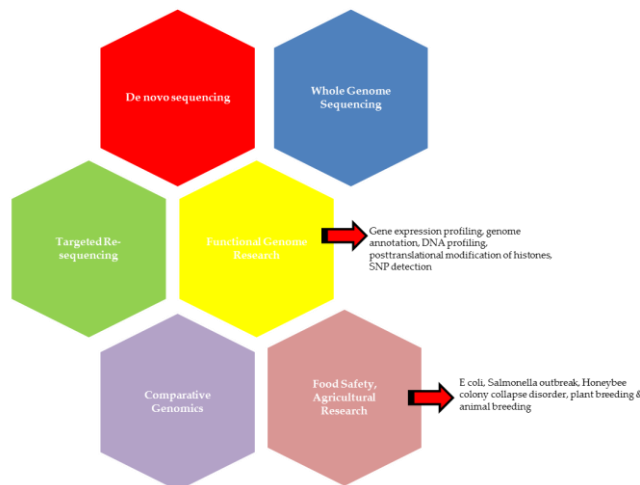 De novo sequencing
Whole Genome
Sequencing
Targeted Re-
sequencing
Functional Genome
Research
Gene expression profiling, genome
annotation, DNA profiling,
posttranslational modification of histones,
SNP detection
Comparative
Genomics
Food Safety,
Agricultural
Research
E coli, Salmonella outbreak, Honeybee
colony collapse disorder, plant breeding &
animal breeding